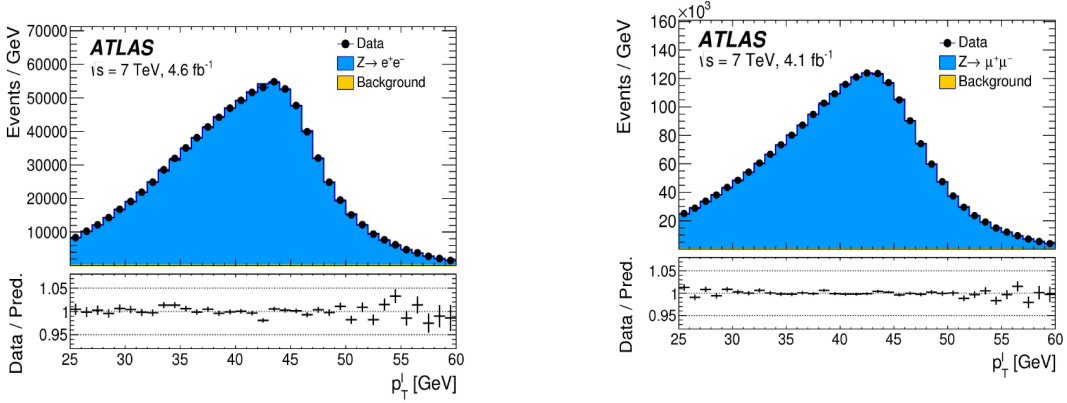 Events / GeV
70000
60000
50000
40000
30000
20000
10000
ATLAS
√s = 7 TeV, 4.6 fb⁻¹
Data
Z→ e⁺e⁻
Background
Data / Pred.
1.05
1
0.95
25 30 35 40 45 50 55 60
p_T^l [GeV]
Events / GeV
160 ×10³
140
120
100
80
60
40
20
ATLAS
√s = 7 TeV, 4.1 fb⁻¹
Data
Z→ μ⁺μ⁻
Background
Data / Pred.
1.05
1
0.95
25 30 35 40 45 50 55 60
p_T^l [GeV]